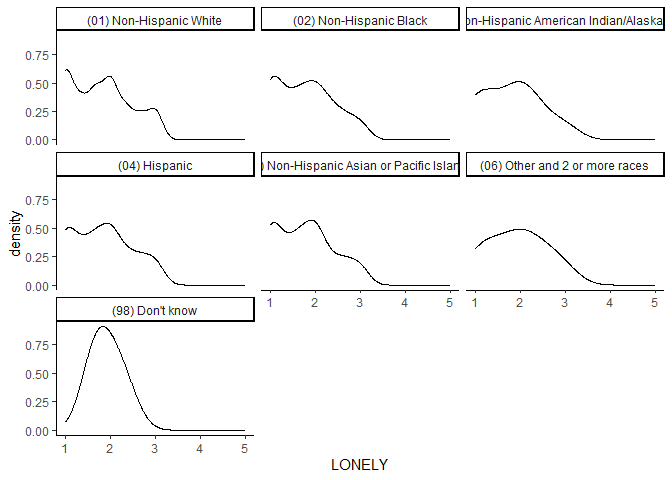 (01) Non-Hispanic White
(02) Non-Hispanic Black
on-Hispanic American Indian/Alaska
0.75
0.50
0.25
0.00
(04) Hispanic
) Non-Hispanic Asian or Pacific Islan
(06) Other and 2 or more races
0.75
0.50
0.25
0.00
density
1 2 3 4 5
1 2 3 4 5
(98) Don't know
0.75
0.50
0.25
0.00
1 2 3 4 5
LONELY